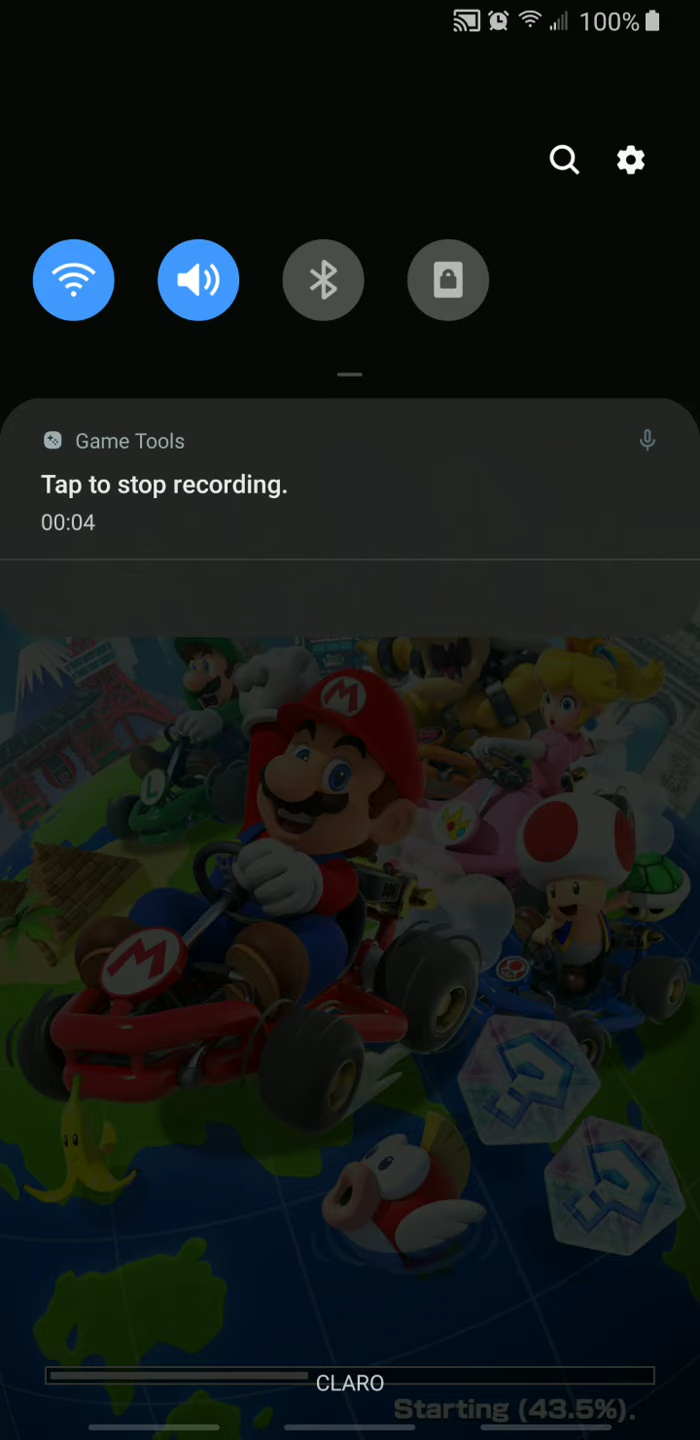 100%
Game Tools
Tap to stop recording.
00:04
M
L
M
CLARO
Starting (43.5%).